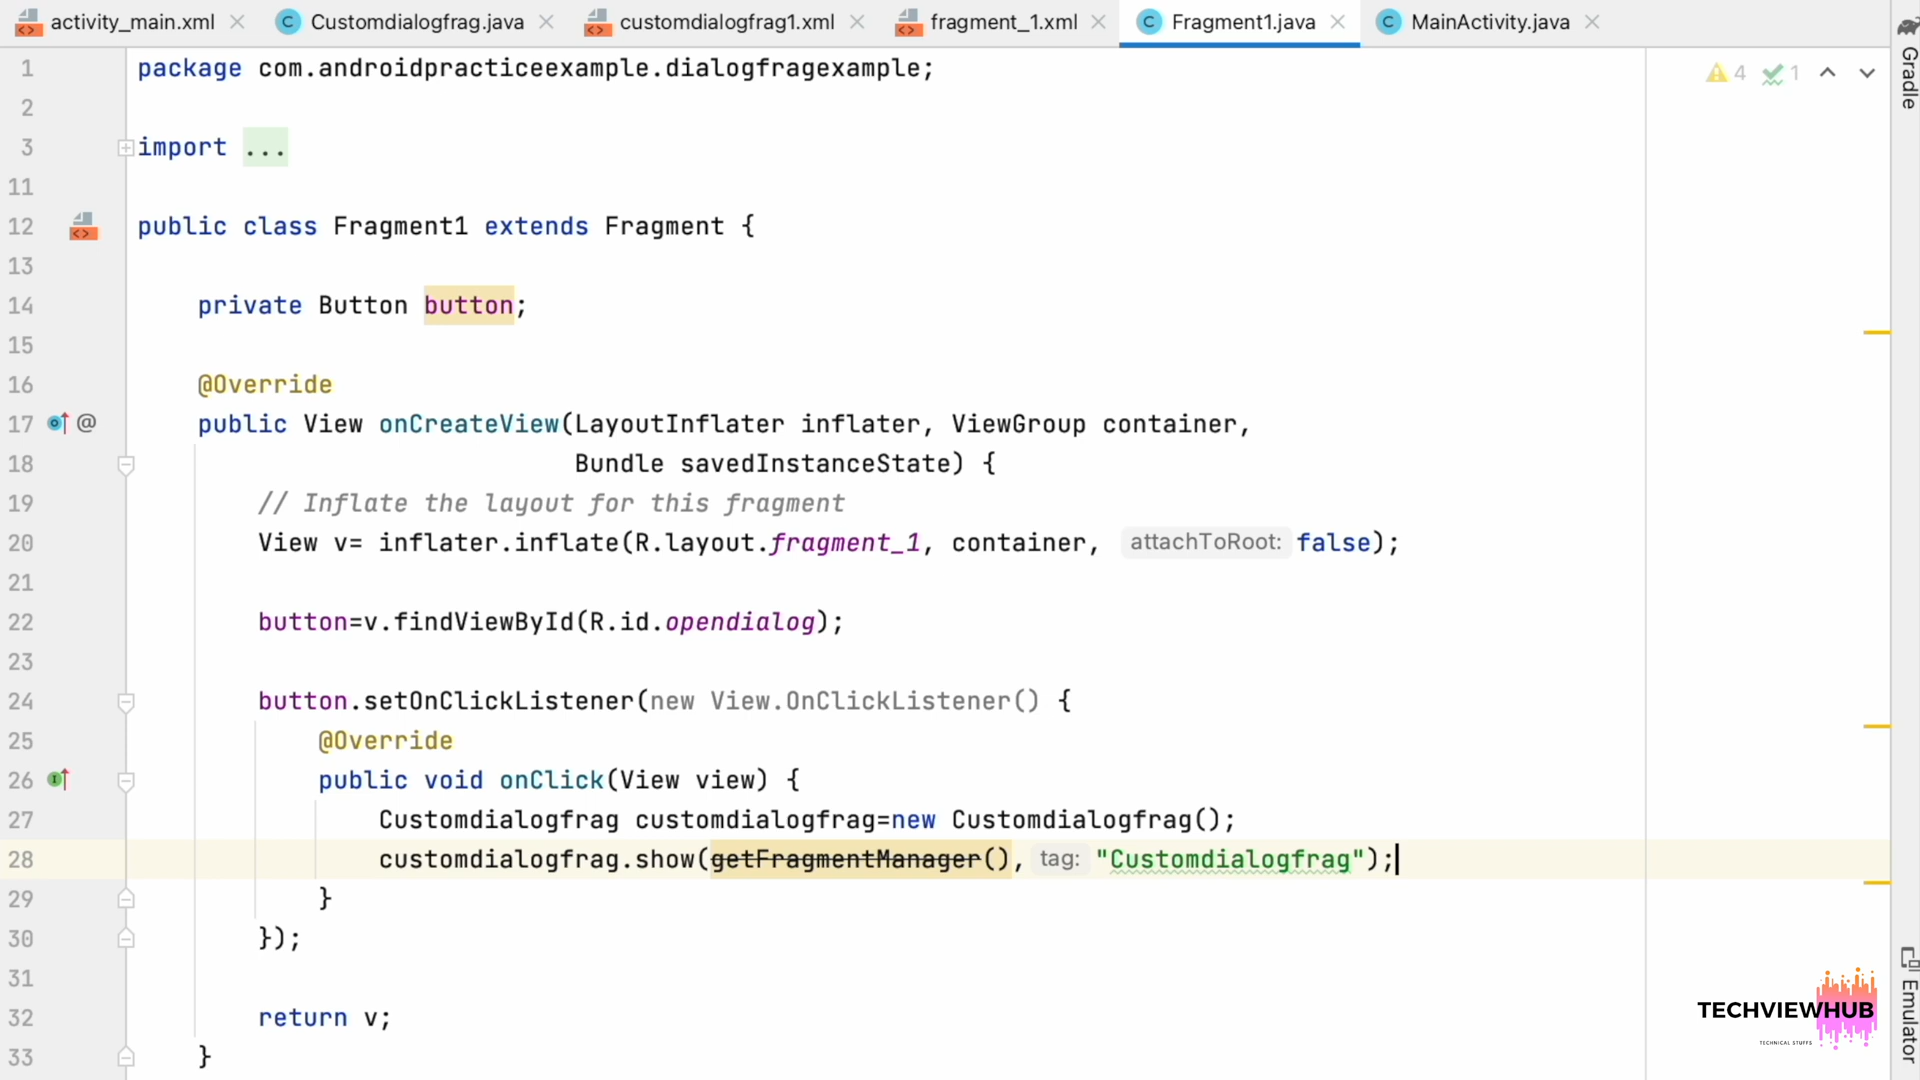 activity_main.xml Customdialogfrag.java customdialogfrag1.xml fragment_1.xml Fragment1.java MainActivity.java
Gradle
4 1
1 package com.androidpracticeexample.dialogfragexample;
2
3 import ...
11
12 public class Fragment1 extends Fragment {
13
14 private Button button;
15
16 @Override
17 @ public View onCreateView(LayoutInflater inflater, ViewGroup container,
18 Bundle savedInstanceState) {
19 // Inflate the layout for this fragment
20 View v= inflater.inflate(R.layout.fragment_1, container, attachToRoot: false);
21
22 button=v.findViewById(R.id.opendialog);
23
24 button.setOnClickListener(new View.OnClickListener() {
25 @Override
26 public void onClick(View view) {
27 Customdialogfrag customdialogfrag=new Customdialogfrag();
28 customdialogfrag.show(getFragmentManager(), tag: "Customdialogfrag");
29 }
30 });
31
32 return v;
33 }
Emulator
TECHVIEWHUB
TECHNICAL STUFFS